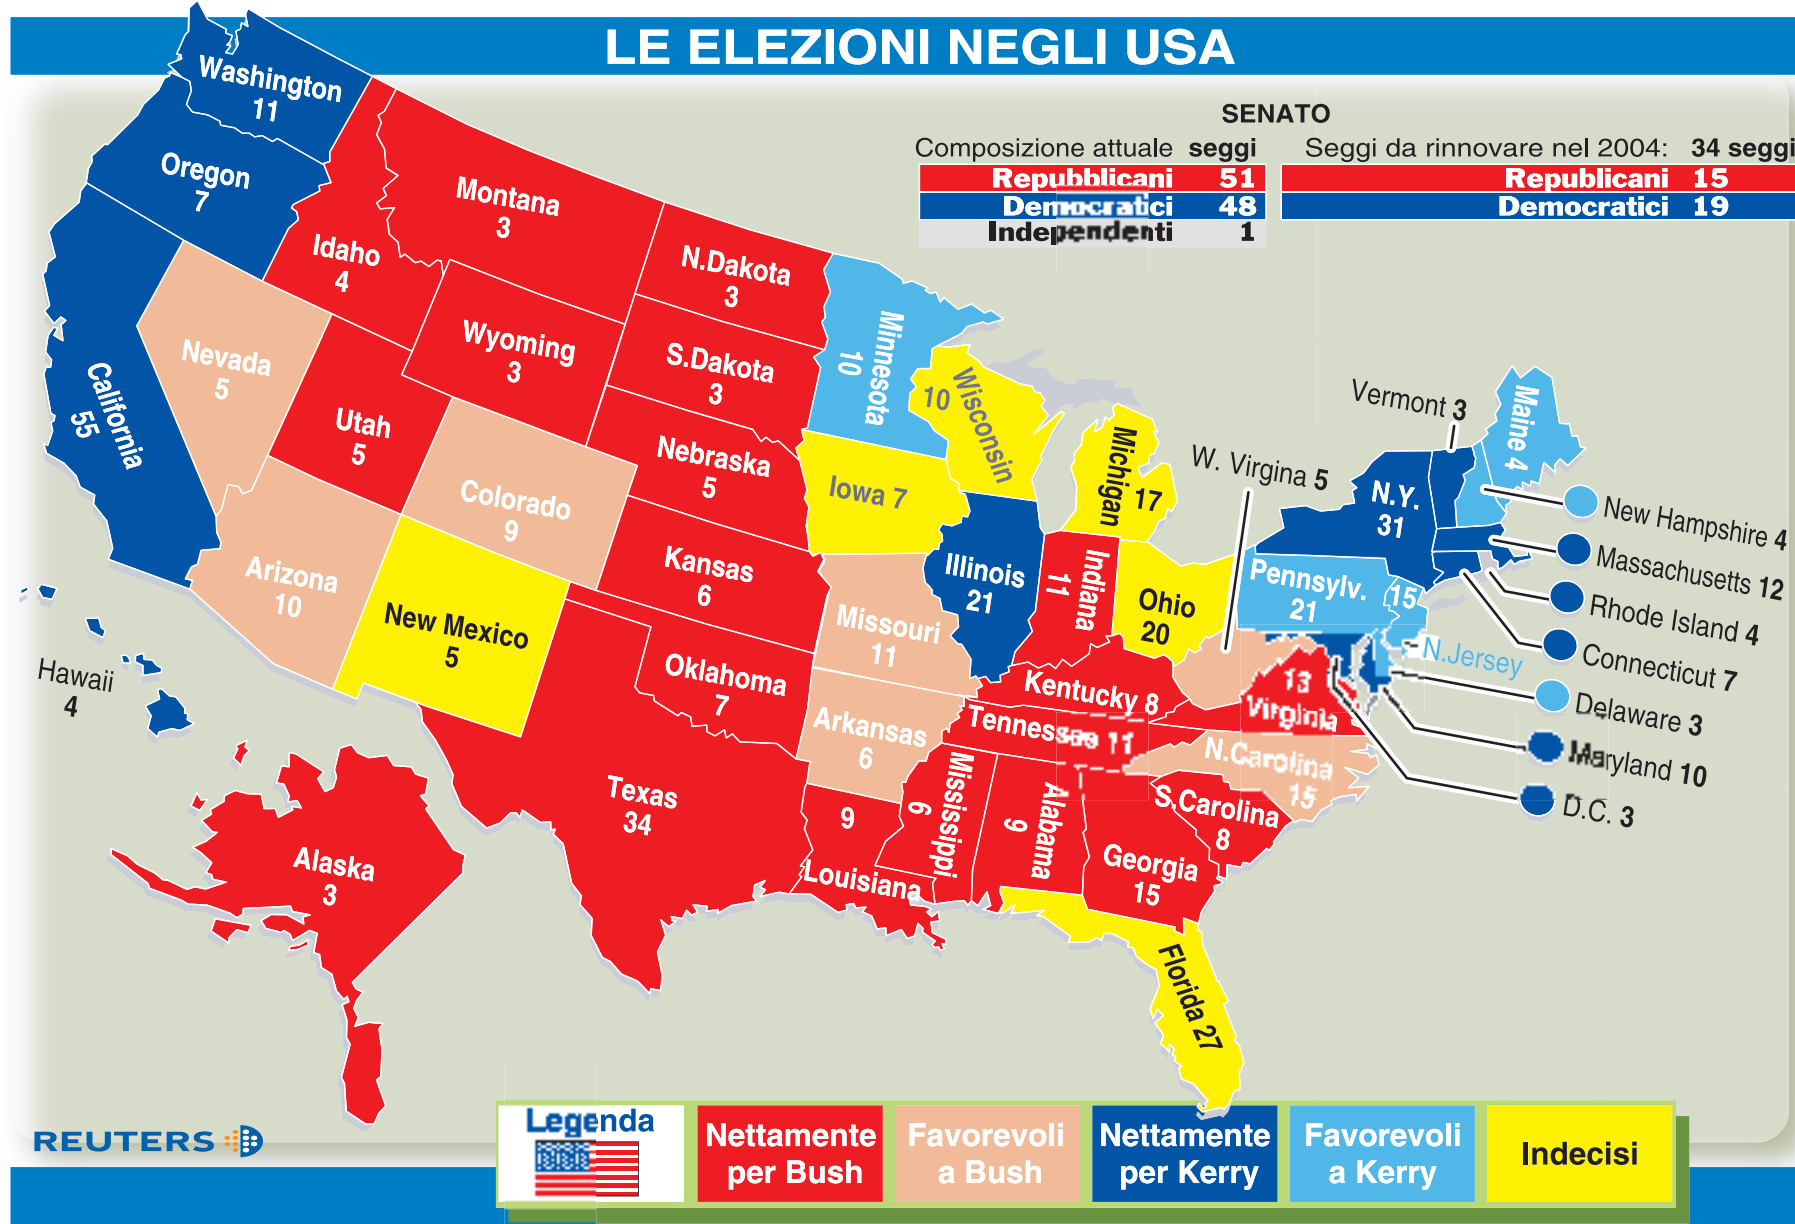 LE ELEZIONI NEGLI USA
SENATO
Composizione attuale seggi
Repubblicani 51
Democratici 48
Independenti 1
Seggi da rinnovare nel 2004: 34 seggi
Republicani 15
Democratici 19
Washington
11
Oregon
7
California
55
Nevada
5
Idaho
4
Montana
3
Wyoming
3
Utah
5
Arizona
10
Colorado
9
New Mexico
5
N.Dakota
3
S.Dakota
3
Nebraska
5
Kansas
6
Oklahoma
7
Texas
34
Minnesota
10
Iowa 7
Missouri
11
Arkansas
6
9
Louisiana
Wisconsin
10
Illinois
21
Michigan
17
Indiana
11
Ohio
20
Kentucky 8
Tennessee 11
Mississippi
6
Alabama
9
Georgia
15
Florida 27
S.Carolina
8
N.Carolina
15
13
Virginia
W. Virgina 5
Pennsylv.
21
15
N.Jersey
N.Y.
31
Vermont 3
Maine 4
New Hampshire 4
Massachusetts 12
Rhode Island 4
Connecticut 7
Delaware 3
Maryland 10
D.C. 3
Hawaii
4
Alaska
3
REUTERS
Legenda
Nettamente
per Bush
Favorevoli
a Bush
Nettamente
per Kerry
Favorevoli
a Kerry
Indecisi